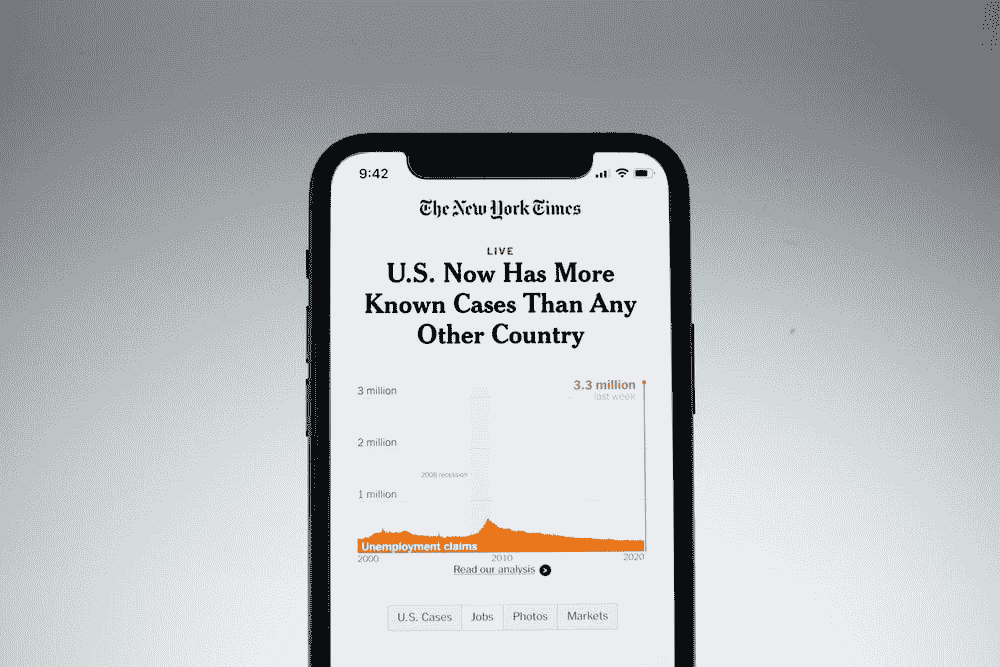 9:42
The New York Times
LIVE
U.S. Now Has More
Known Cases Than Any
Other Country
3 million
3.3 million
last week
2 million
2008 recession
1 million
Unemployment claims
2000
2010
2020
Read our analysis
U.S. Cases
Jobs
Photos
Markets